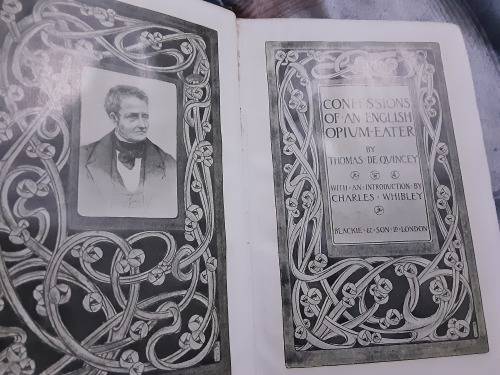 CONFESSIONS
OF AN ENGLISH
OPIUM-EATER
BY
THOMAS DE QUINCEY
WITH · AN · INTRODUCTION · BY
CHARLES · WHIBLEY
BLACKIE · & · SON · LD · LONDON